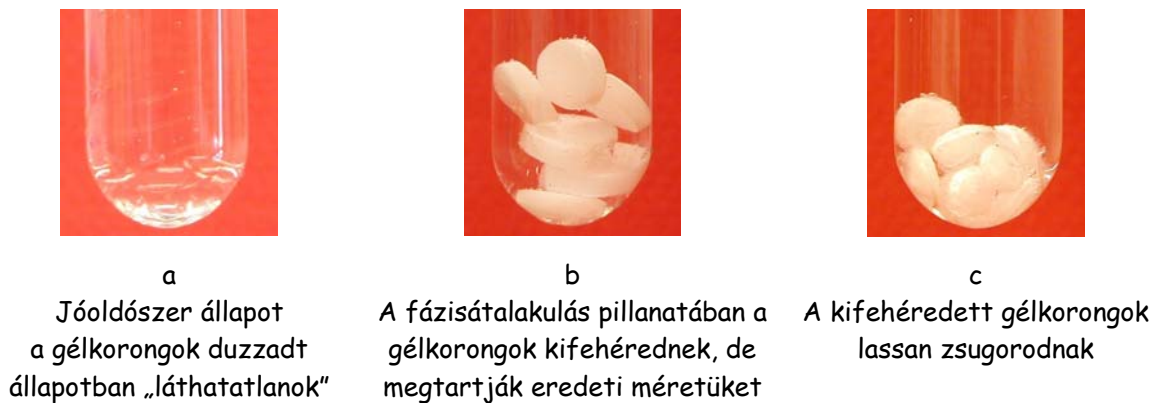 a
Jóoldószer állapot
a gélkorongok duzzadt
állapotban „láthatatlanok”
b
A fázisátalakulás pillanatában a
gélkorongok kifehérednek, de
megtartják eredeti méretüket
c
A kifehéredett gélkorongok
lassan zsugorodnak